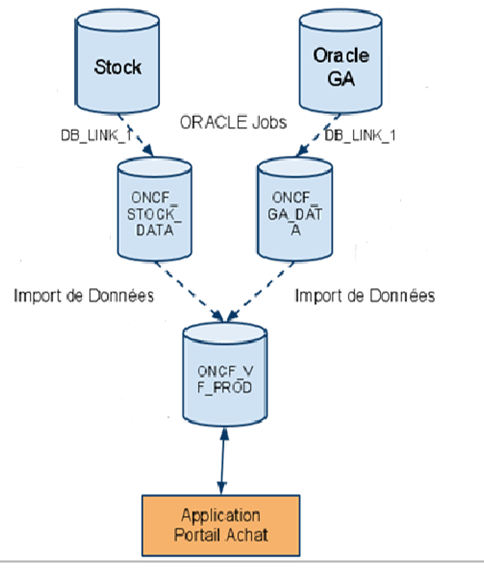 Stock
Oracle
GA
ORACLE Jobs
DB_LINK_1
DB_LINK_1
ONCF_
STOCK_
DATA
ONCF_
GA_DAT
A
Import de Données
Import de Données
ONCF_V
F_PROD
Application
Portail Achat